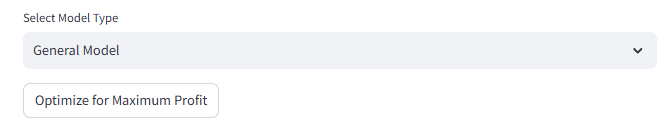 Select Model Type
General Model
Optimize for Maximum Profit